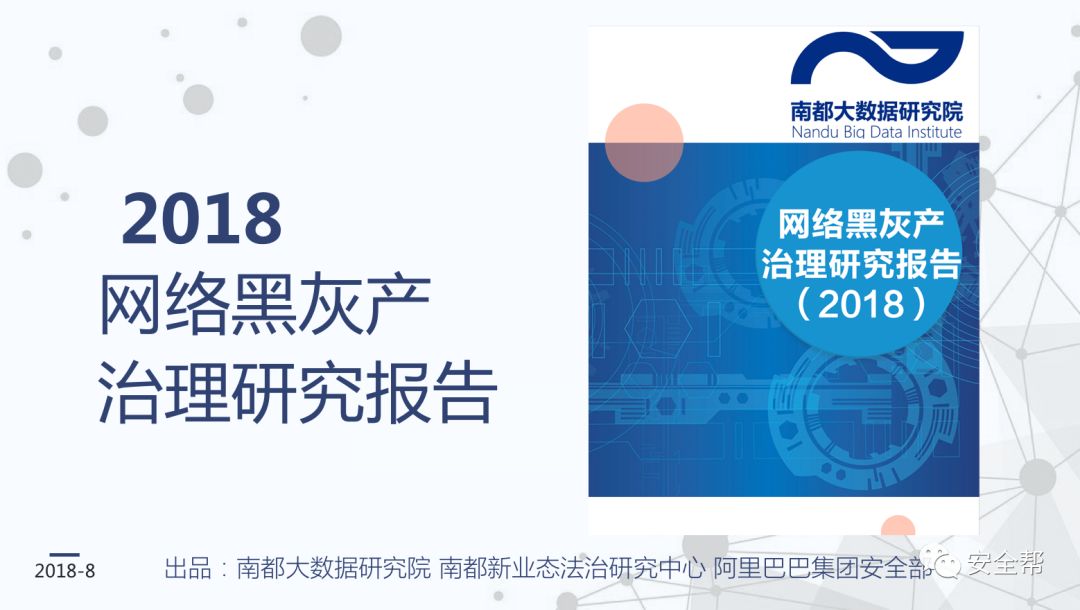 2018
网络黑灰产
治理研究报告
南都大数据研究院
Nandu Big Data Institute
网络黑灰产
治理研究报告
（2018）
2018-8
出品：南都大数据研究院 南都新业态法治研究中心 阿里巴巴集团安全部
安全帮